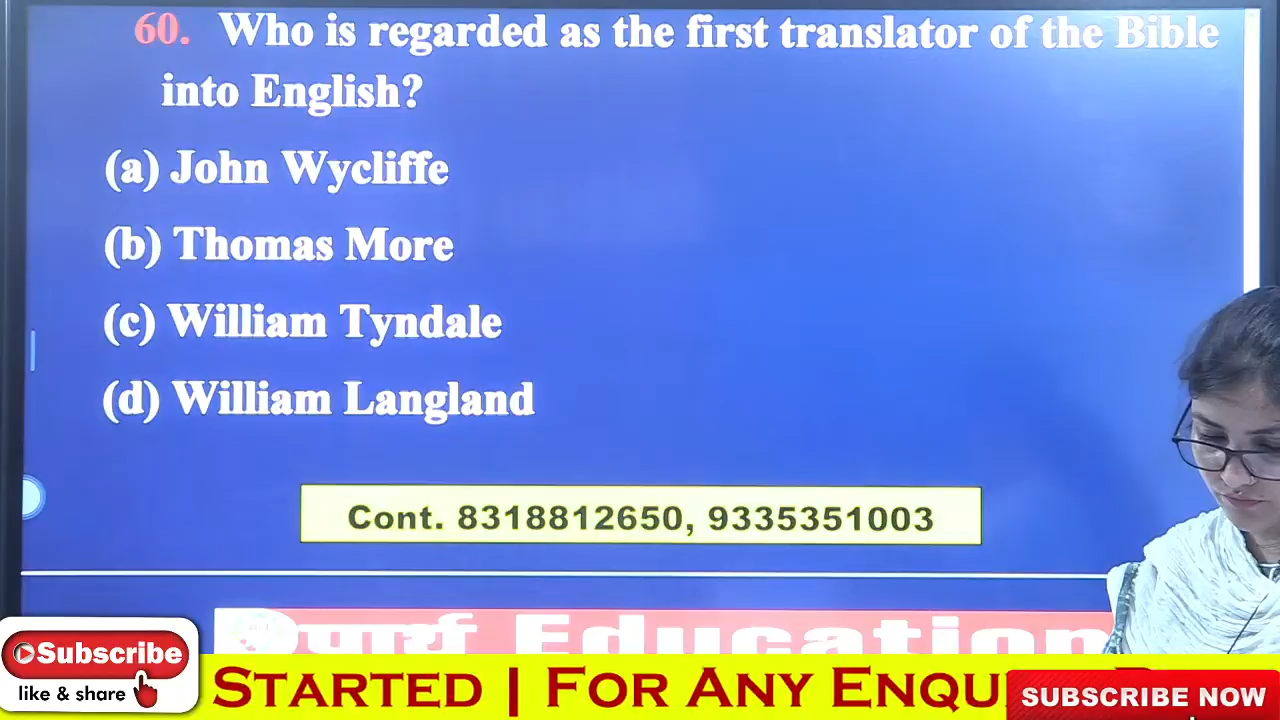 60. Who is regarded as the first translator of the Bible
into English?
(a) John Wycliffe
(b) Thomas More
(c) William Tyndale
(d) William Langland
Cont. 8318812650, 9335351003
Education
Subscribe
like & share
STARTED | FOR ANY ENQU
SUBSCRIBE NOW